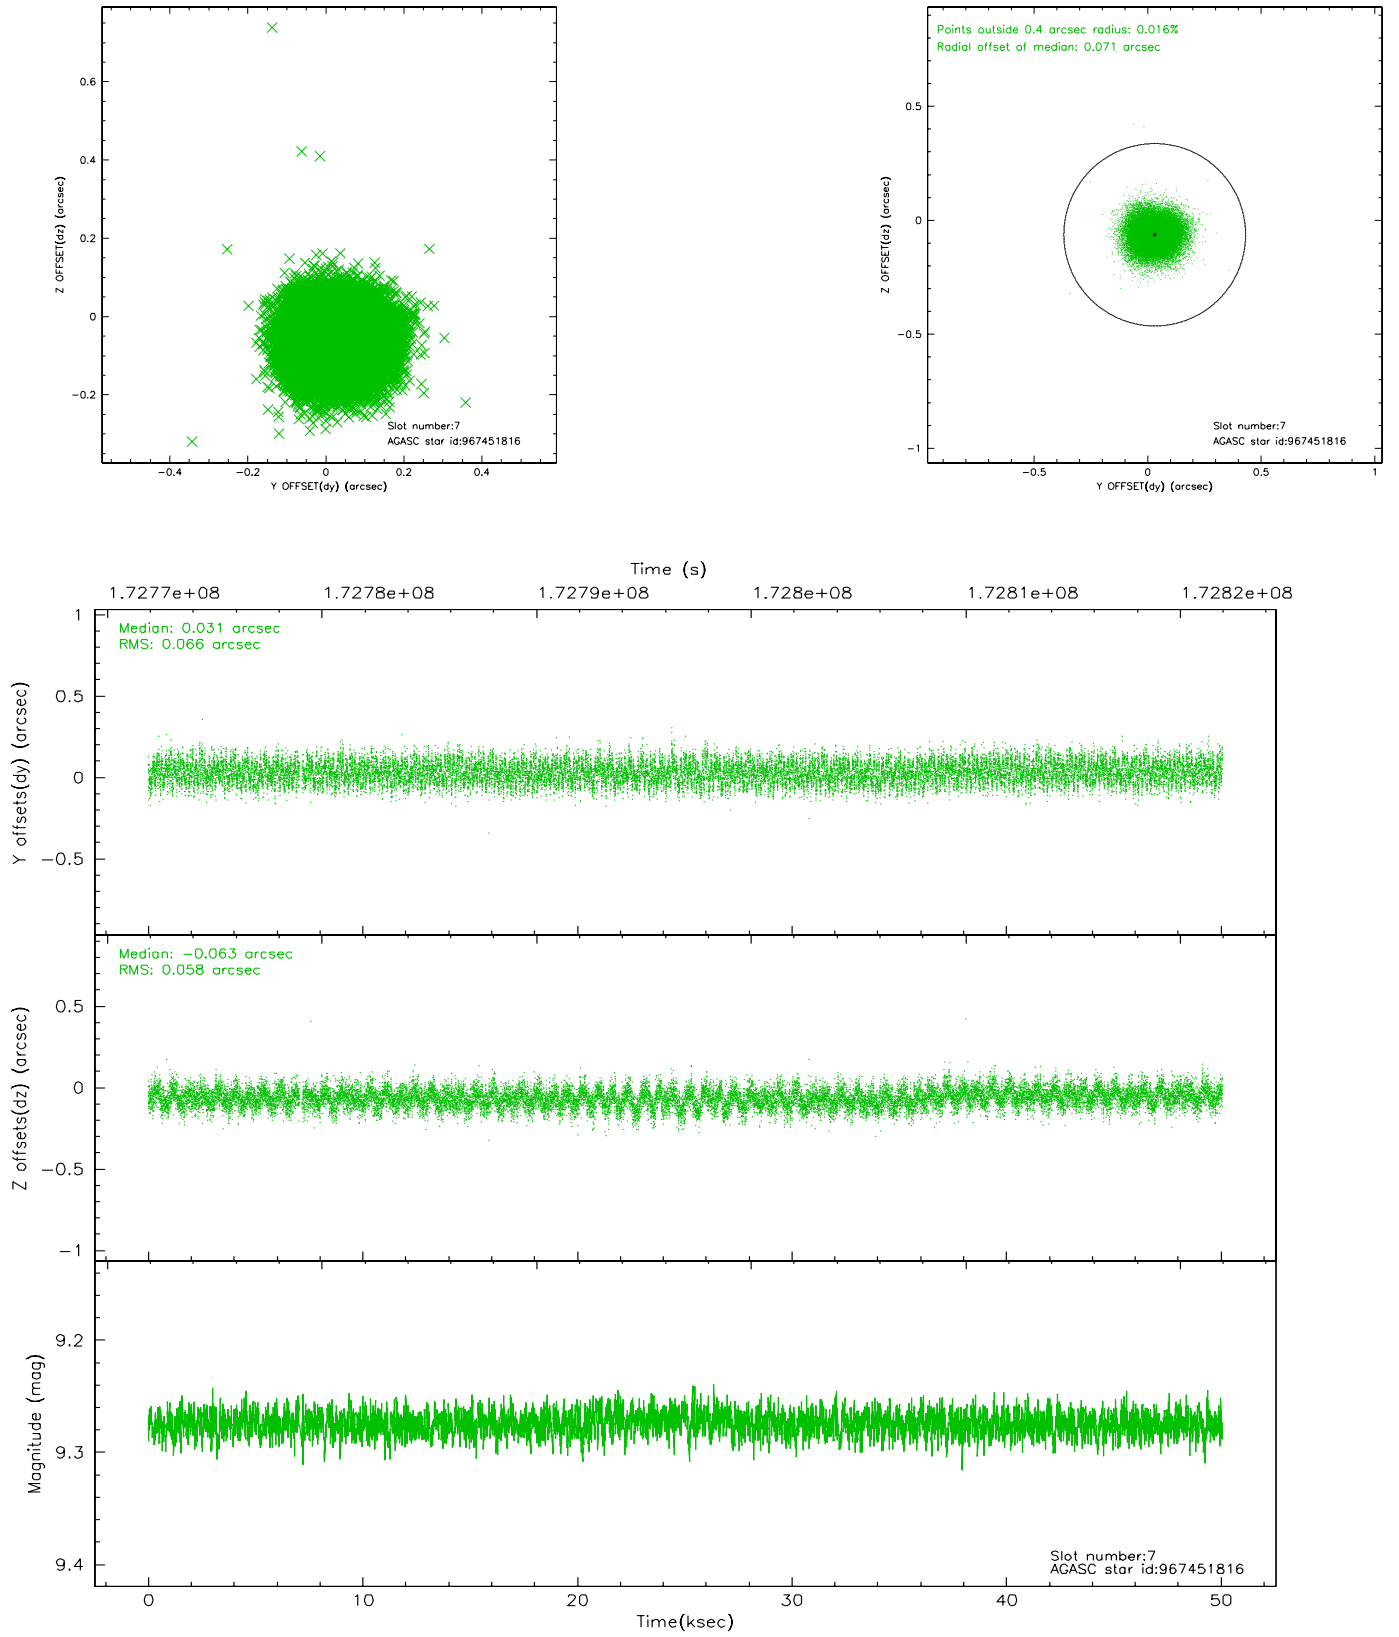 0.6
0.4
0.2
0
−0.2
Z OFFSET(dz) (arcsec)
Slot number:7
AGASC star id:967451816
−0.4 −0.2 0 0.2 0.4
Y OFFSET(dy) (arcsec)
Points outside 0.4 arcsec radius: 0.016%
Radial offset of median: 0.071 arcsec
0.5
0
−0.5
−1
Z OFFSET(dz) (arcsec)
Slot number:7
AGASC star id:967451816
−0.5 0 0.5 1
Y OFFSET(dy) (arcsec)
Time (s)
1.7277e+08 1.7278e+08 1.7279e+08 1.728e+08 1.7281e+08 1.7282e+08
Median: 0.031 arcsec
RMS: 0.066 arcsec
1
0.5
0
−0.5
Y offsets(dy) (arcsec)
Median: −0.063 arcsec
RMS: 0.058 arcsec
0.5
0
−0.5
−1
Z offsets(dz) (arcsec)
9.2
9.3
9.4
Magnitude (mag)
Slot number:7
AGASC star id:967451816
0 10 20 30 40 50
Time(ksec)